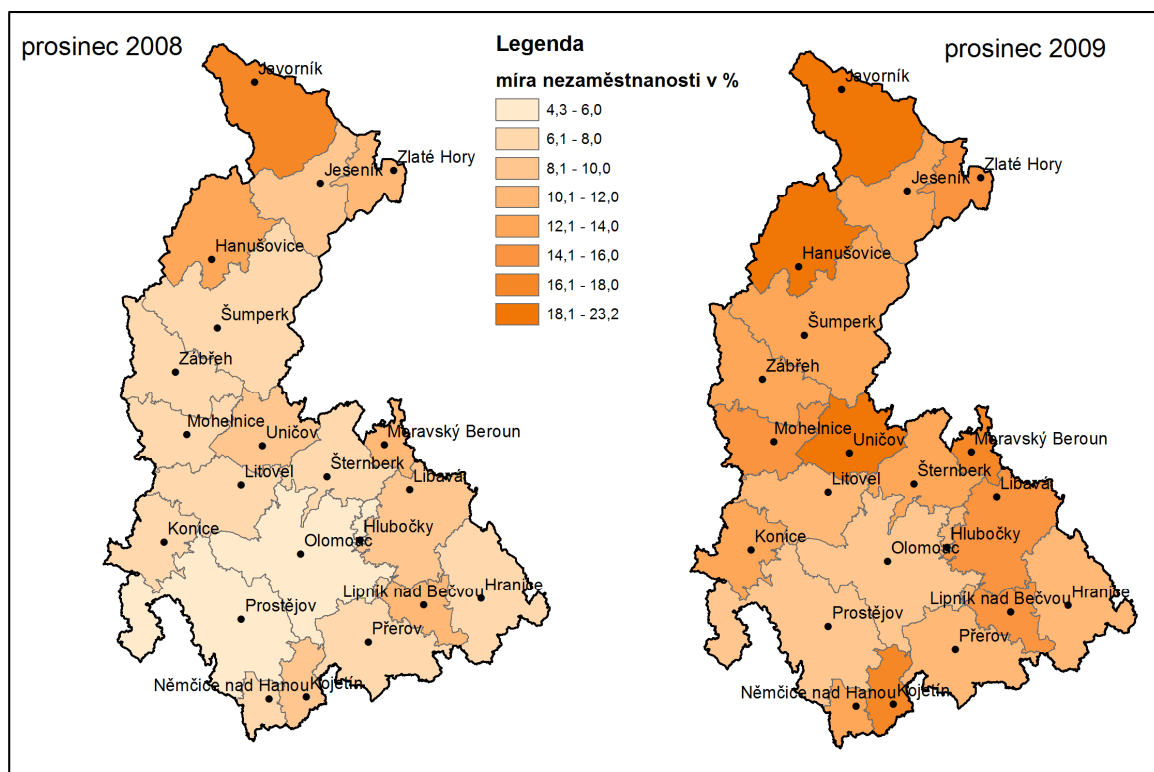 prosinec 2008
Legenda
míra nezaměstnanosti v %
4,3 - 6,0
6,1 - 8,0
8,1 - 10,0
10,1 - 12,0
12,1 - 14,0
14,1 - 16,0
16,1 - 18,0
18,1 - 23,2
prosinec 2009
Javorník
Zlaté Hory
Jeseník
Hanušovice
Šumperk
Zábřeh
Mohelnice
Uničov
Moravský Beroun
Šternberk
Litovel
Libavá
Konice
Hlubočky
Olomouc
Hranice
Lipník nad Bečvou
Prostějov
Přerov
Němčice nad Hanou
Kojetín
Javorník
Zlaté Hory
Jeseník
Hanušovice
Šumperk
Zábřeh
Mohelnice
Uničov
Moravský Beroun
Šternberk
Litovel
Libavá
Konice
Hlubočky
Olomouc
Hranice
Lipník nad Bečvou
Prostějov
Přerov
Němčice nad Hanou
Kojetín